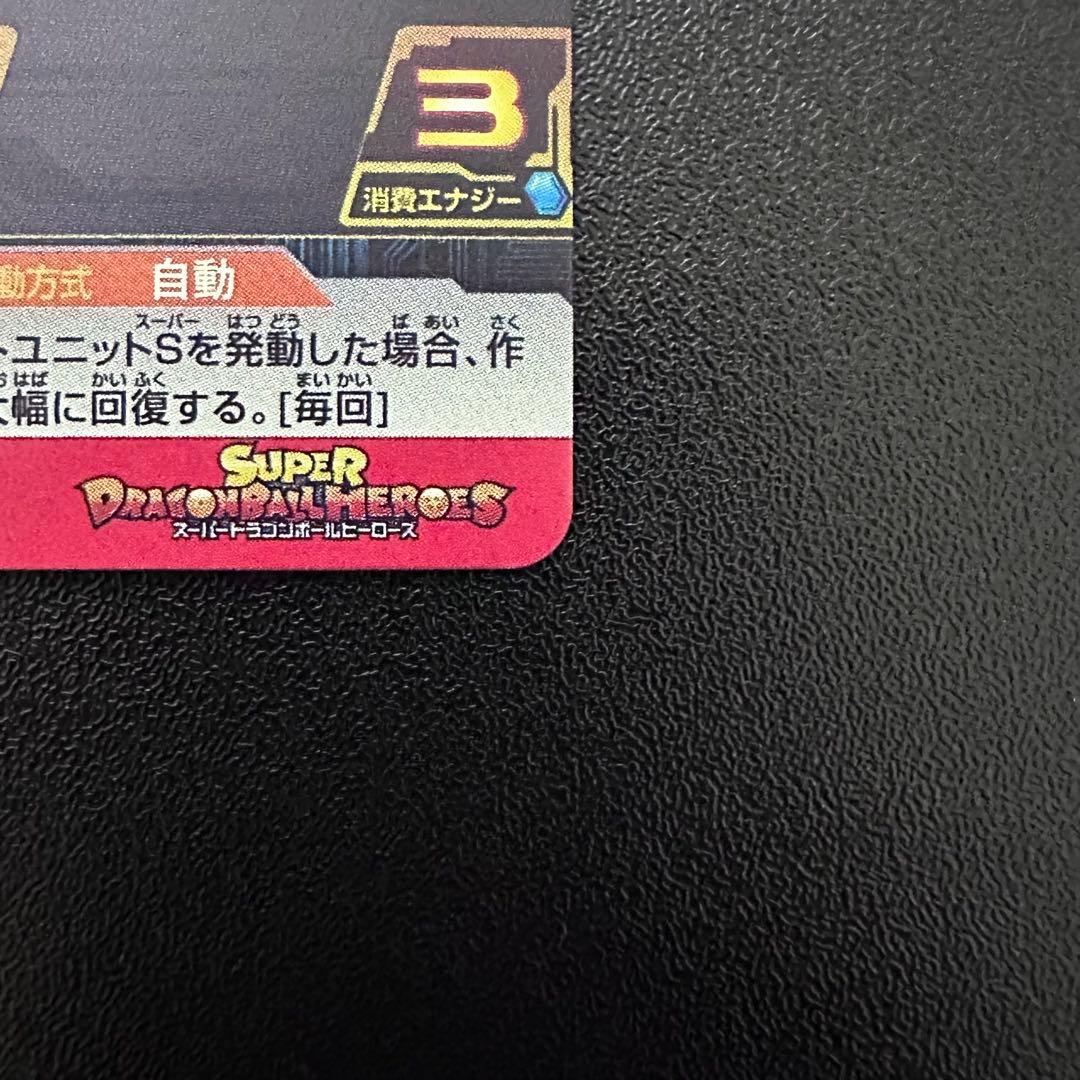 3
消費エナジー
動方式 自動
スーパー はつ どう ば あい さく
トユニットSを発動した場合、作
お はば かい ふく まい かい
大幅に回復する。[毎回]
SUPER
DRAGONBALL HEROES
スーパードラゴンボールヒーローズ